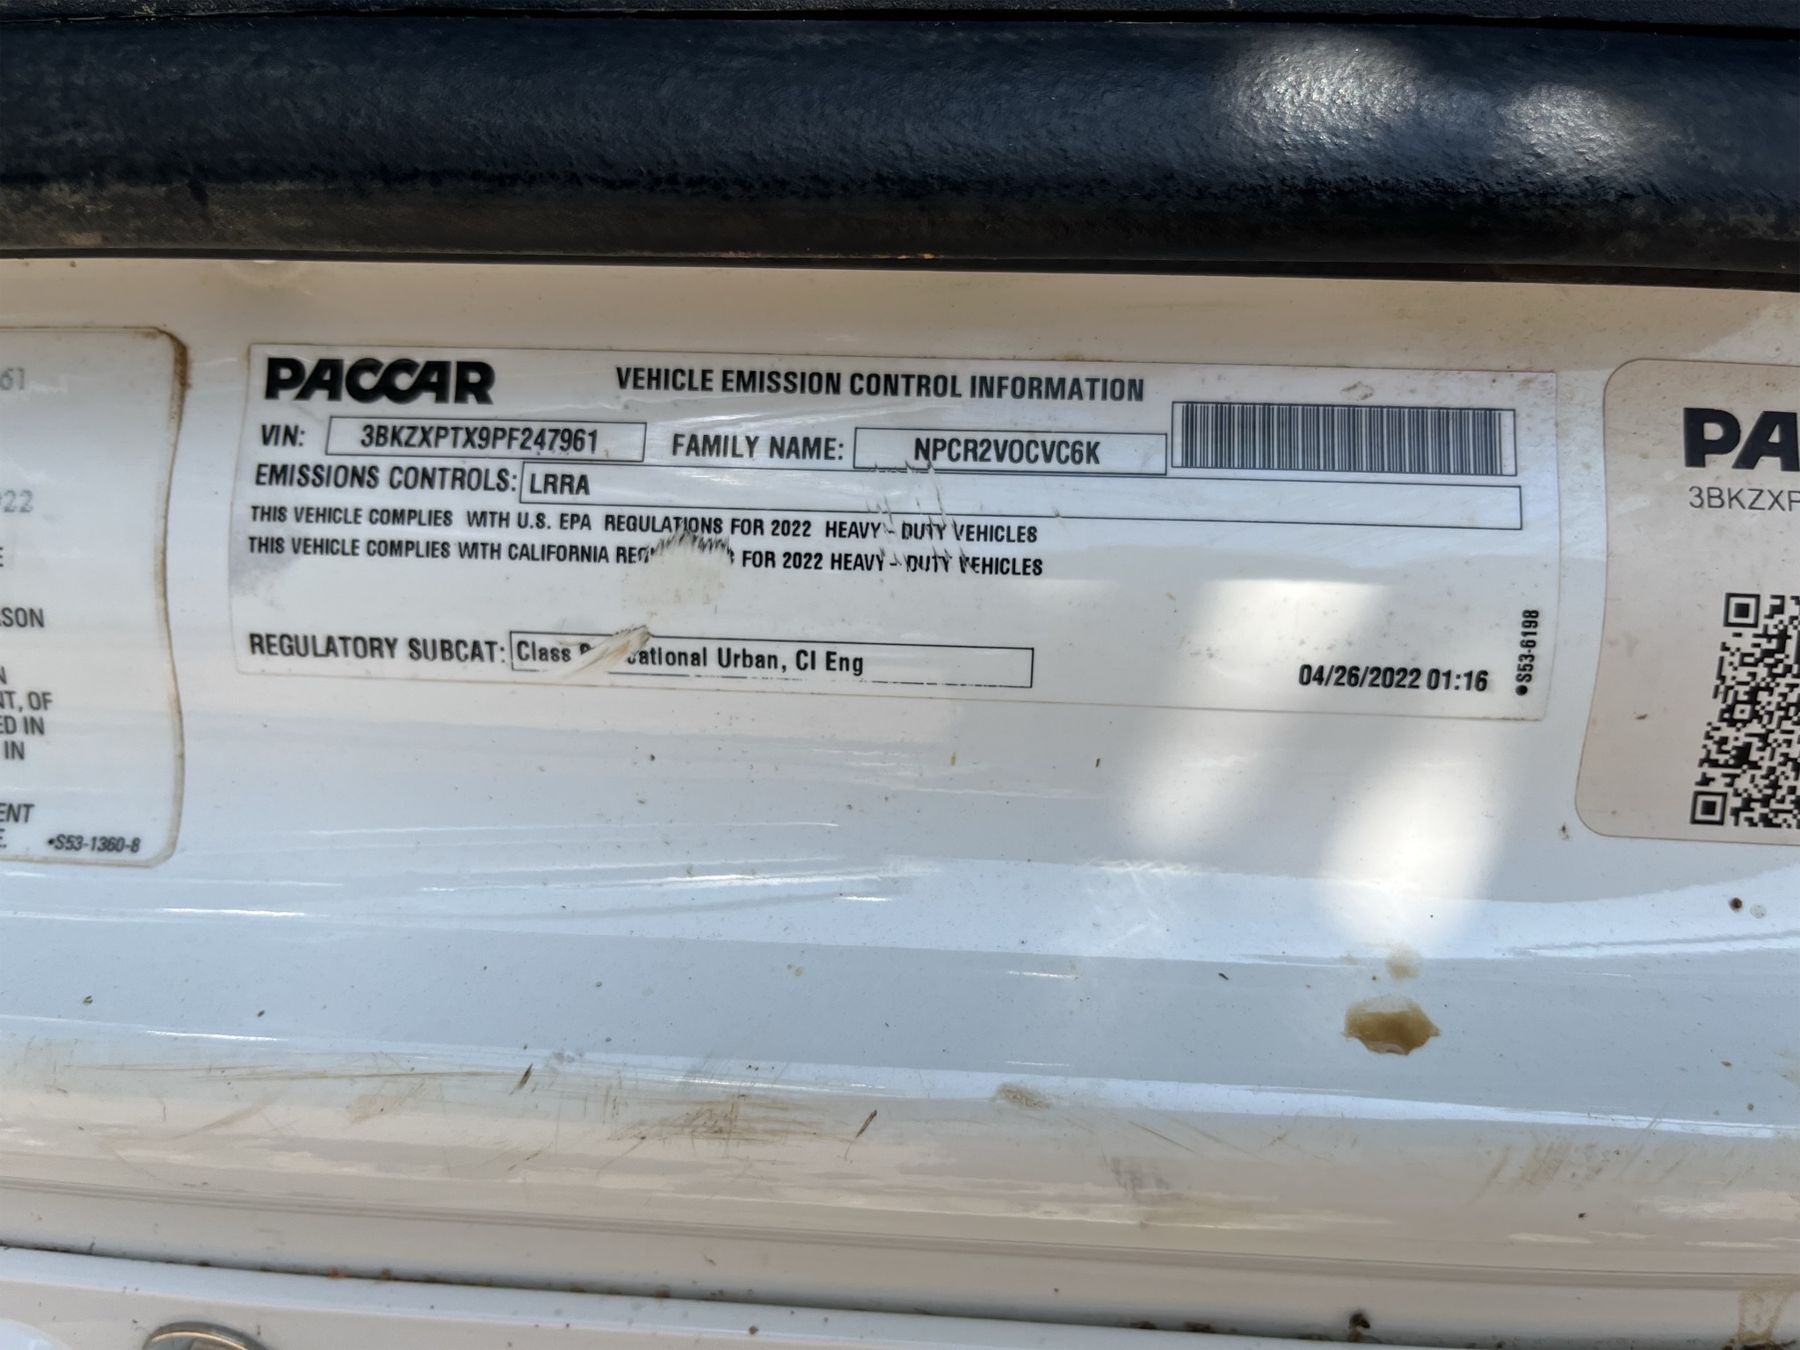 61
22
E
SON
N
NT, OF
ED IN
IN
ENT
E.
•S53-1360-8
PACCAR
VEHICLE EMISSION CONTROL INFORMATION
VIN: 3BKZXPTX9PF247961 FAMILY NAME: NPCR2VOCVC6K
EMISSIONS CONTROLS: LRRA
THIS VEHICLE COMPLIES WITH U.S. EPA REGULATIONS FOR 2022 HEAVY - DUTY VEHICLES
THIS VEHICLE COMPLIES WITH CALIFORNIA FOR 2022 HEAVY - DUTY VEHICLES
REGULATORY SUBCAT: Class Urban, CI Eng
04/26/2022 01:16
•S53-6198
PA
3BKZXP